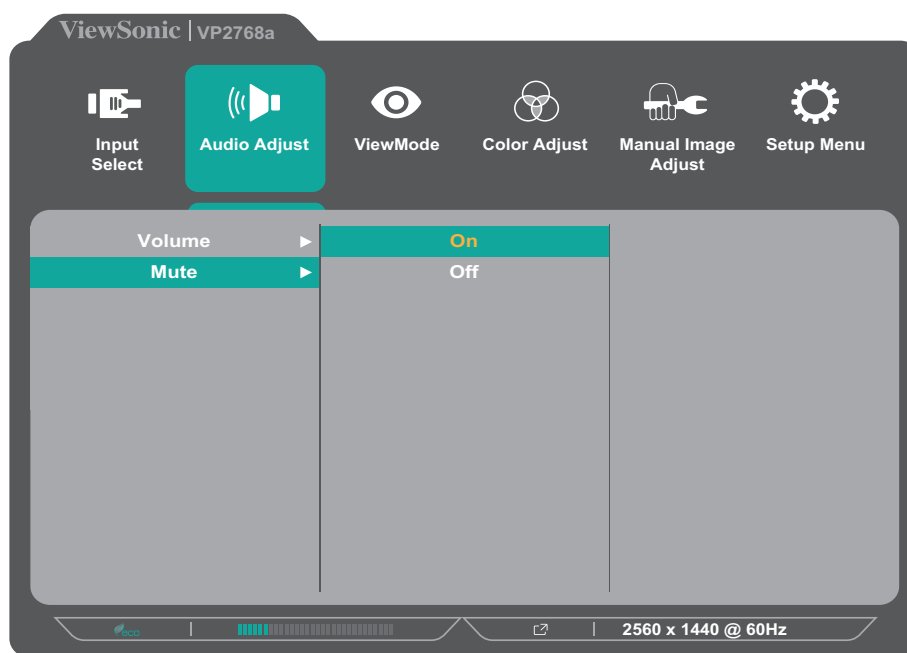 ViewSonic | VP2768a
Input
Select
Audio Adjust
ViewMode
Color Adjust
Manual Image
Adjust
Setup Menu
Volume ▶
Mute ▶
On
Off
eco
2560 x 1440 @ 60Hz